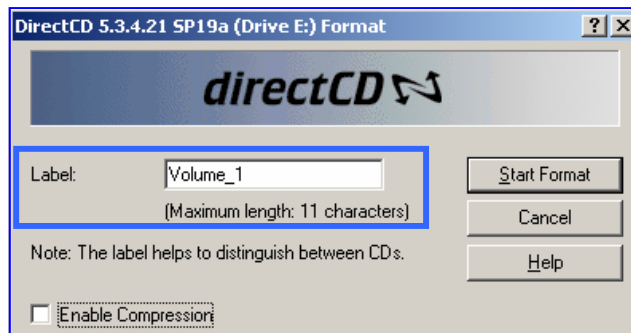 DirectCD 5.3.4.21 SP19a (Drive E:) Format
directCD
Label:
Volume_1
Start Format
(Maximum length: 11 characters)
Cancel
Note: The label helps to distinguish between CDs.
Help
Enable Compression